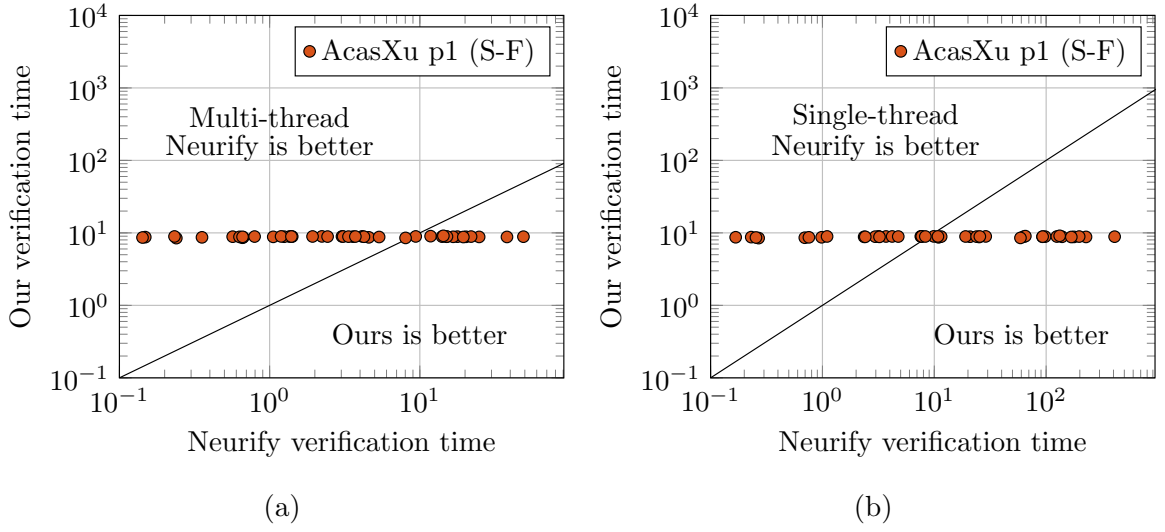 10^4
10^3
10^2
10^1
10^0
10^−1
Our verification time
AcasXu p1 (S-F)
Multi-thread
Neurify is better
Ours is better
10^−1
10^0
10^1
Neurify verification time
(a)
10^4
10^3
10^2
10^1
10^0
10^−1
Our verification time
AcasXu p1 (S-F)
Single-thread
Neurify is better
Ours is better
10^−1
10^0
10^1
10^2
Neurify verification time
(b)